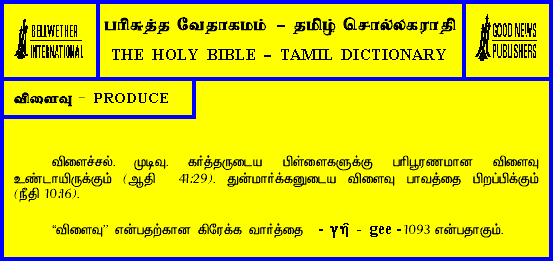 BELLWETHER
INTERNATIONAL
பரிசுத்த வேதாகமம் – தமிழ் சொல்லகராதி
THE HOLY BIBLE – TAMIL DICTIONARY
GOOD NEWS
PUBLISHERS
விளைவு – PRODUCE
விளைச்சல். முடிவு. கர்த்தருடைய பிள்ளைகளுக்கு பரிபூரணமான விளைவு
உண்டாயிருக்கும் (ஆதி 41:29). துன்மார்க்கனுடைய விளைவு பாவத்தை பிறப்பிக்கும்
(நீதி 10:16).
“விளைவு” என்பதற்கான கிரேக்க வார்த்தை - γῆ - gee -1093 என்பதாகும்.